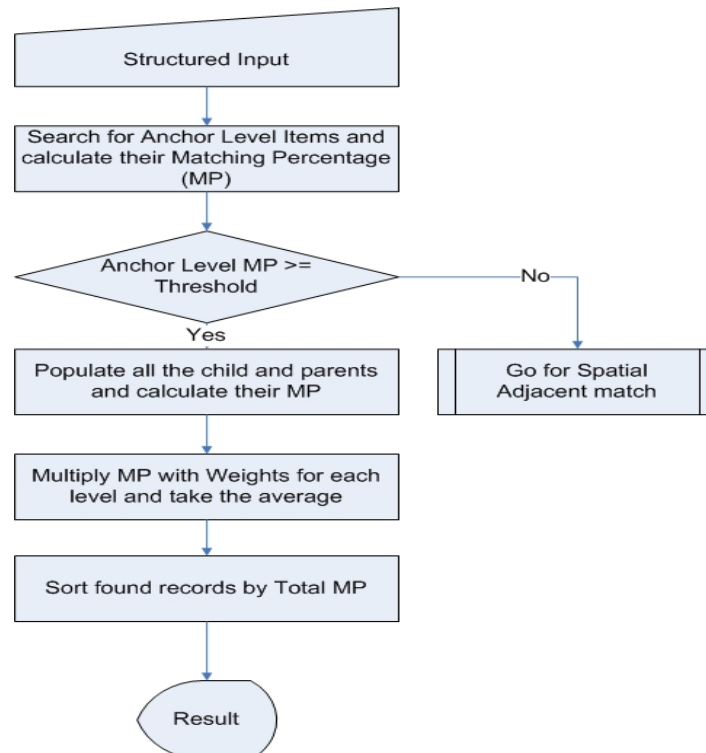 Structured Input
Search for Anchor Level Items and
calculate their Matching Percentage
(MP)
Anchor Level MP >=
Threshold
No
Yes
Populate all the child and parents
and calculate their MP
Go for Spatial
Adjacent match
Multiply MP with Weights for each
level and take the average
Sort found records by Total MP
Result